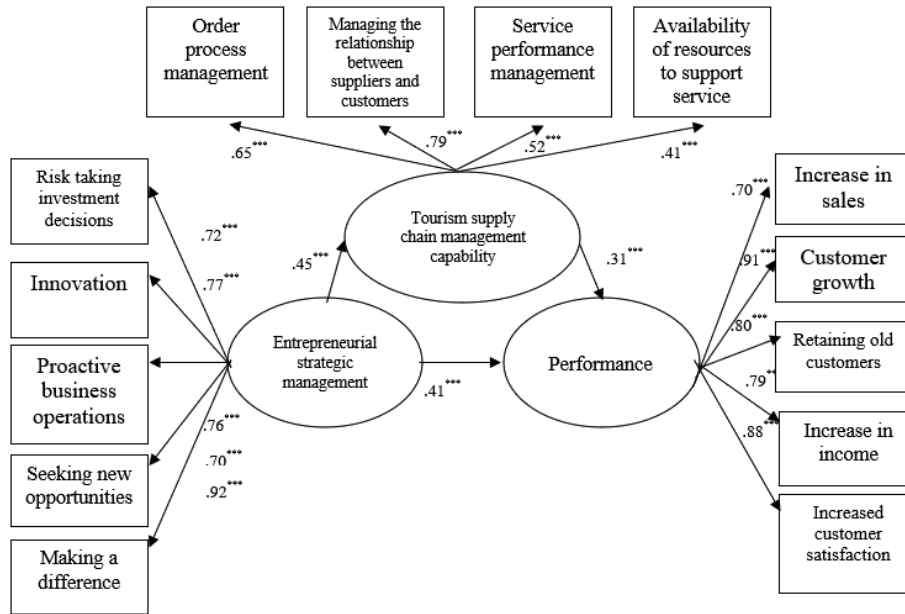 Order
process
management
Managing the
relationship
between
suppliers and
customers
Service
performance
management
Availability
of resources
to support
service
.65***
.79***
.52***
.41***
Risk taking
investment
decisions
Innovation
Proactive
business
operations
Seeking new
opportunities
Making a
difference
.72***
.77***
.76***
.70***
.92***
Entrepreneurial
strategic
management
.45***
Tourism supply
chain management
capability
.31***
.41***
Performance
.70***
.91***
.80***
.79**
.88***
Increase in
sales
Customer
growth
Retaining old
customers
Increase in
income
Increased
customer
satisfaction